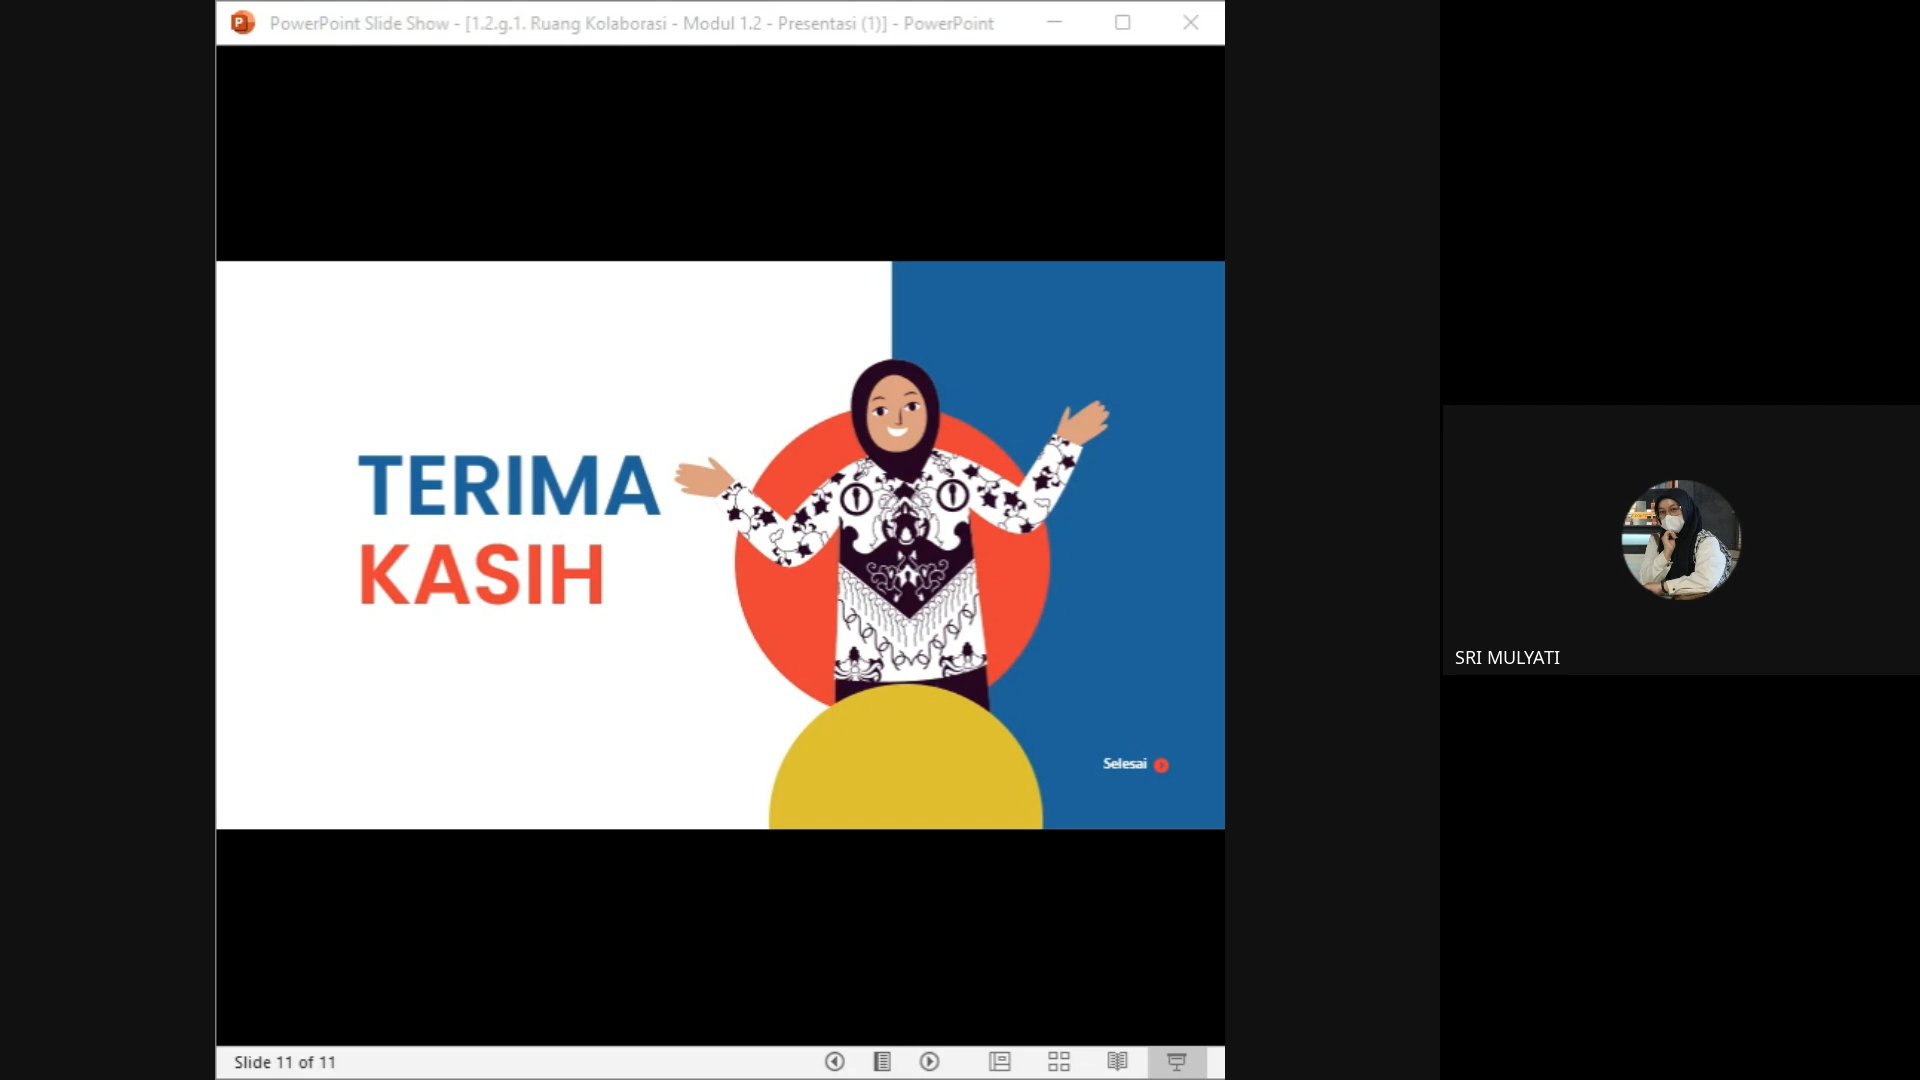 PowerPoint Slide Show - [1.2.g.1. Ruang Kolaborasi - Modul 1.2 - Presentasi (1)] - PowerPoint
TERIMA
KASIH
Selesai
SRI MULYATI
Slide 11 of 11